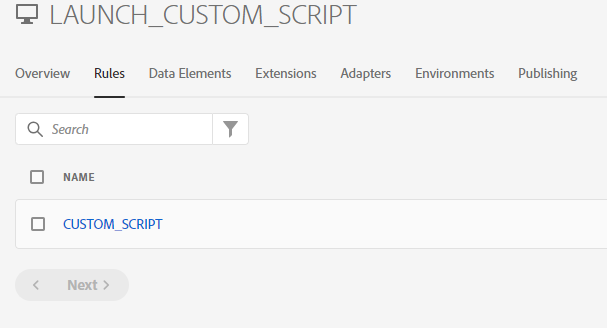 LAUNCH_CUSTOM_SCRIPT
Overview Rules Data Elements Extensions Adapters Environments Publishing
Search
NAME
CUSTOM_SCRIPT
Next